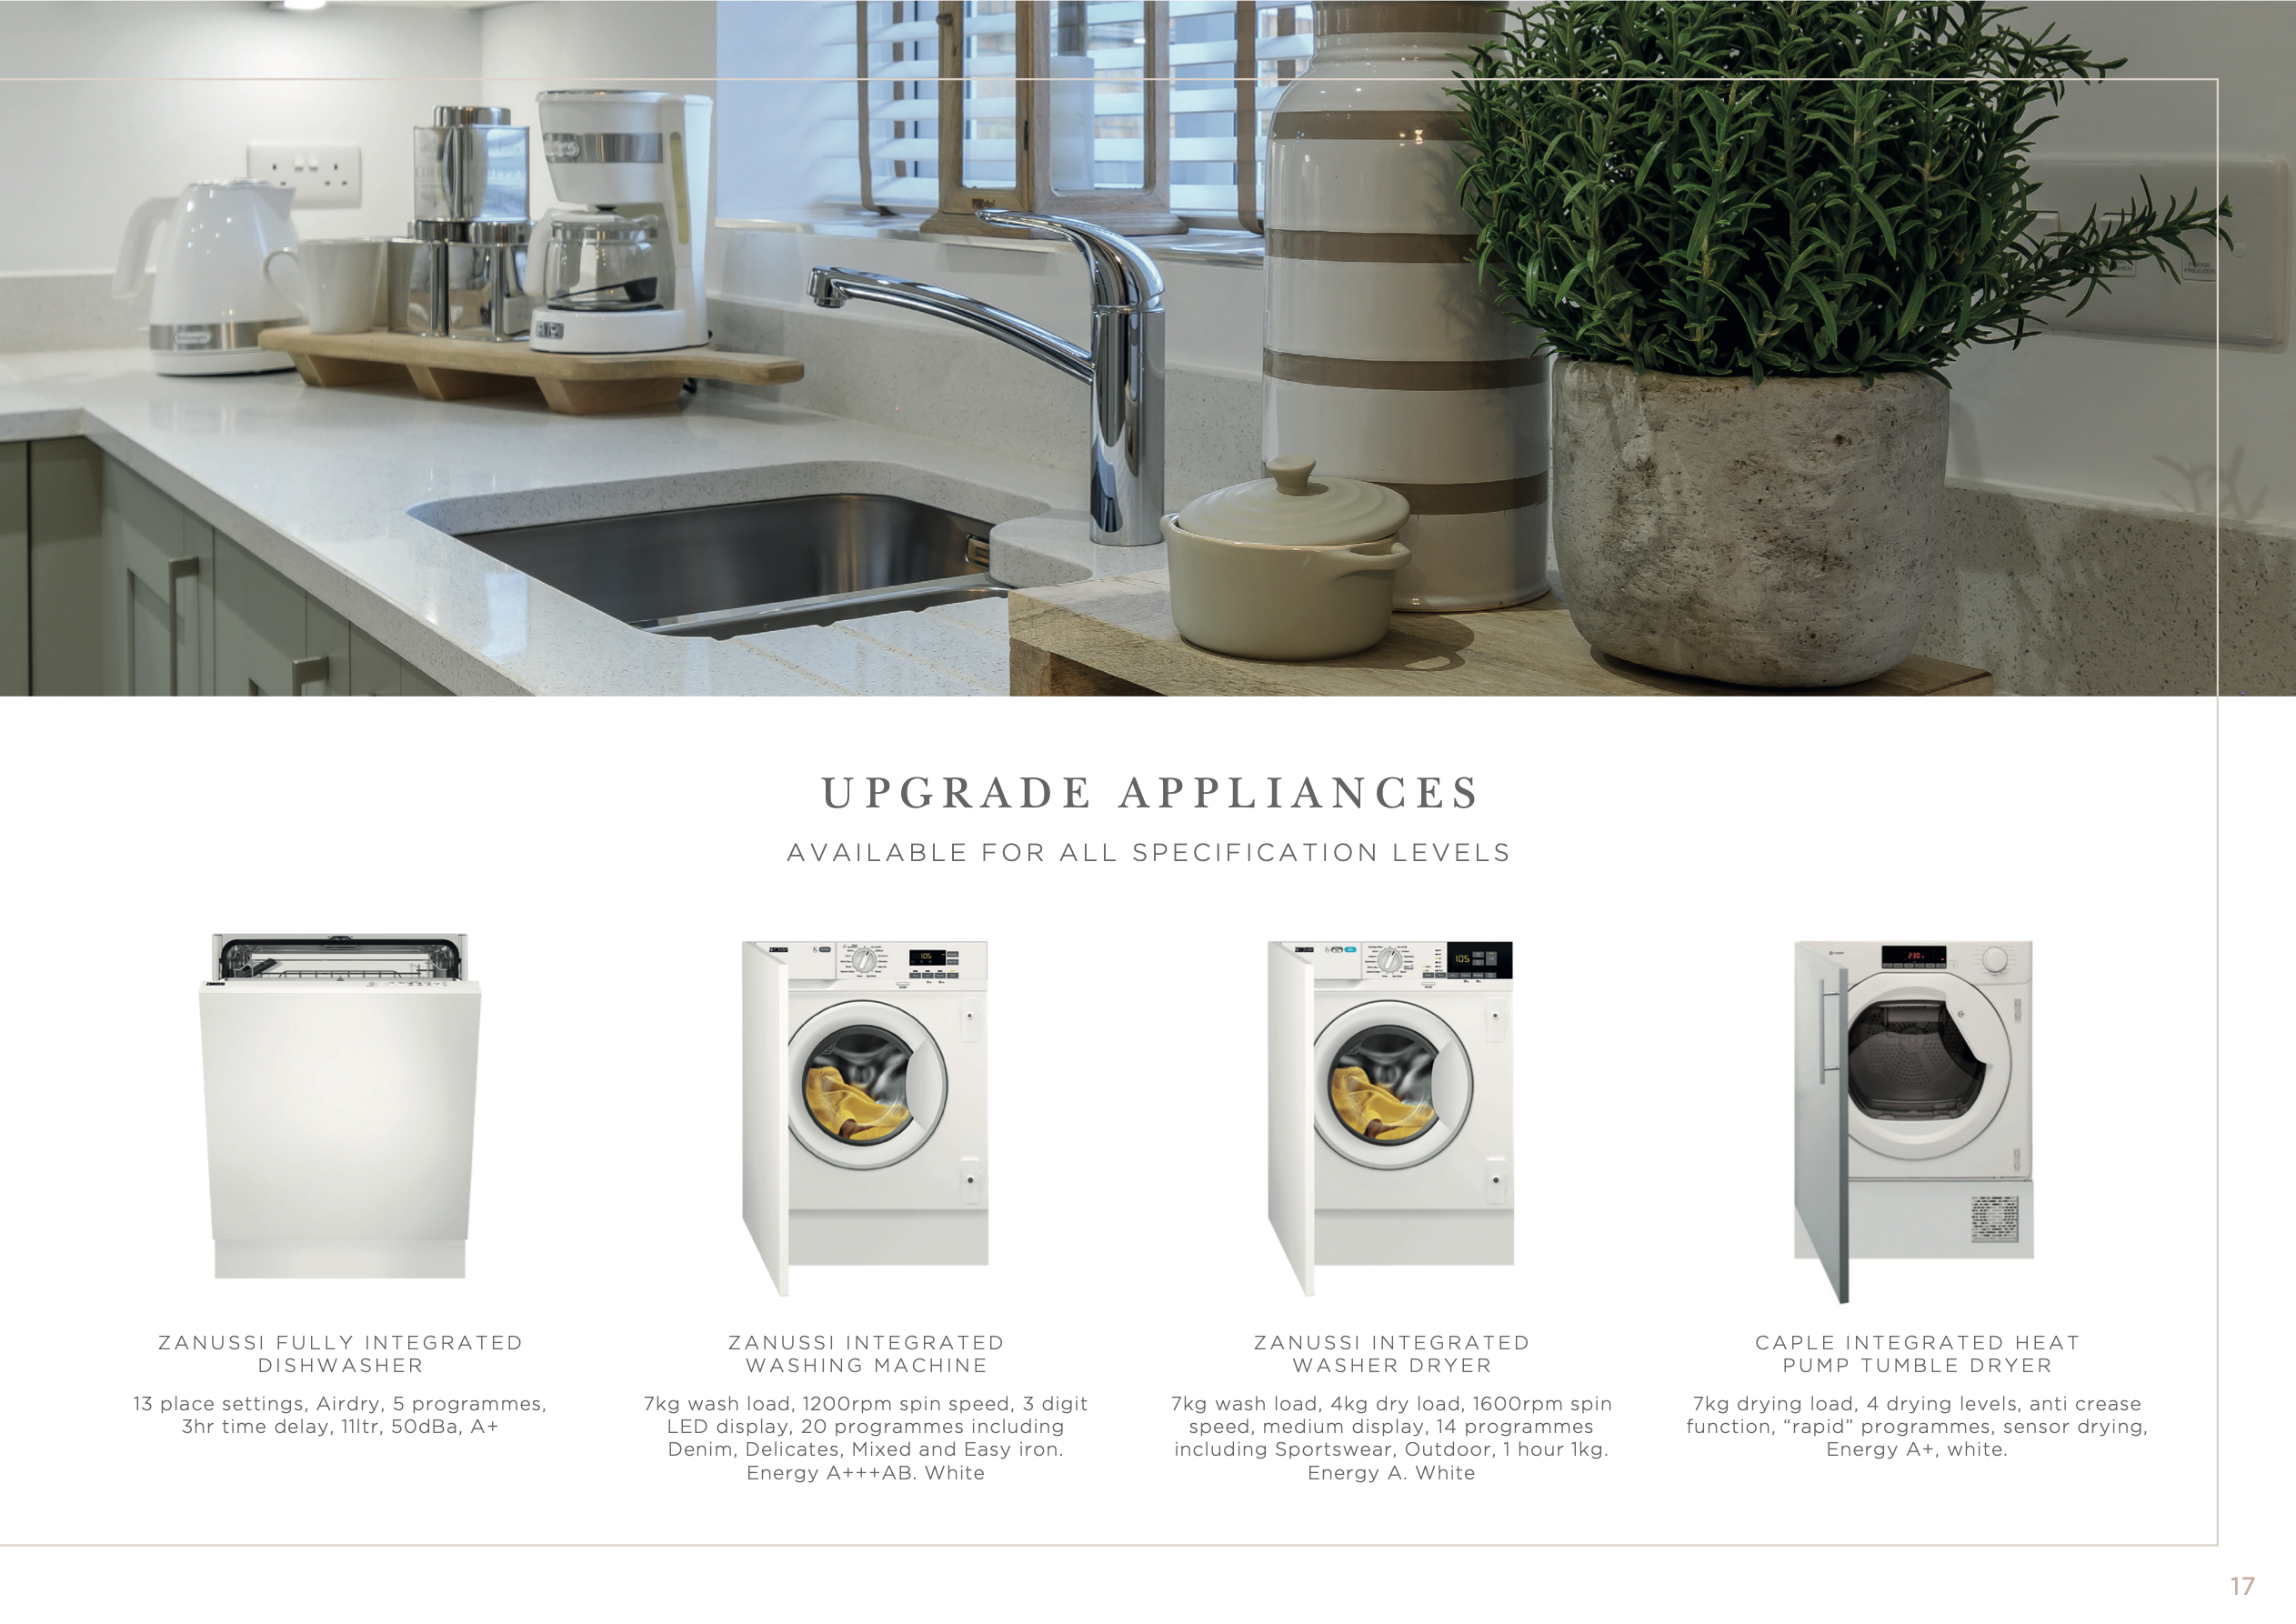 UPGRADE APPLIANCES
AVAILABLE FOR ALL SPECIFICATION LEVELS
ZANUSSI FULLY INTEGRATED
DISHWASHER
13 place settings, Airdry, 5 programmes,
3hr time delay, 11ltr, 50dBa, A+
ZANUSSI INTEGRATED
WASHING MACHINE
7kg wash load, 1200rpm spin speed, 3 digit
LED display, 20 programmes including
Denim, Delicates, Mixed and Easy iron.
Energy A+++AB. White
ZANUSSI INTEGRATED
WASHER DRYER
7kg wash load, 4kg dry load, 1600rpm spin
speed, medium display, 14 programmes
including Sportswear, Outdoor, 1 hour 1kg.
Energy A. White
CAPLE INTEGRATED HEAT
PUMP TUMBLE DRYER
7kg drying load, 4 drying levels, anti crease
function, “rapid” programmes, sensor drying,
Energy A+, white.
17